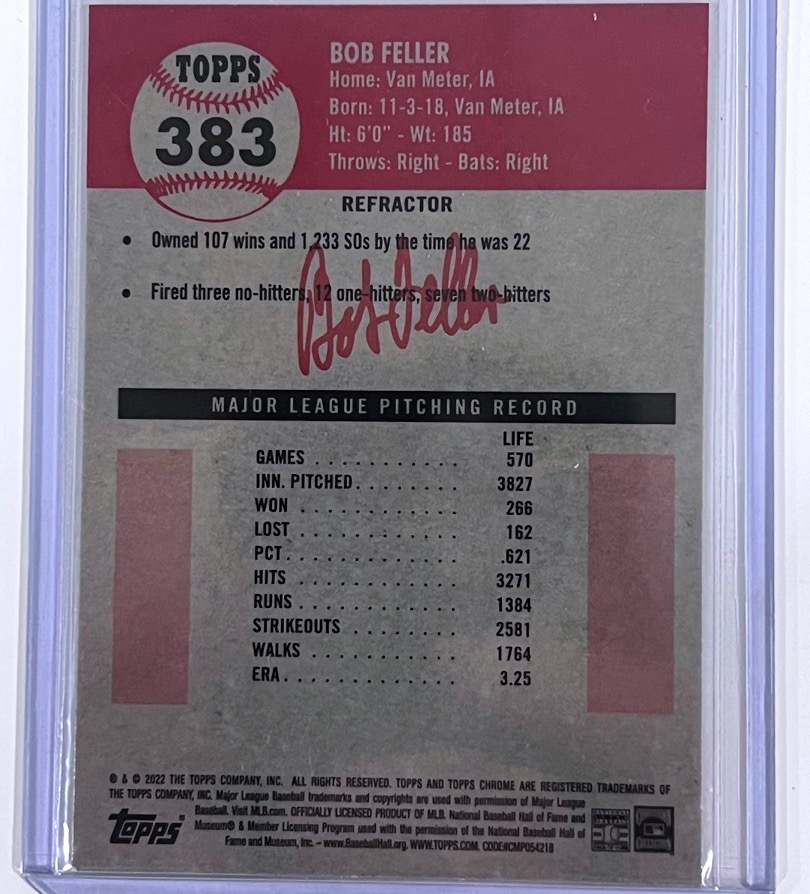 TOPPS
383
BOB FELLER
Home: Van Meter, IA
Born: 11-3-18, Van Meter, IA
Ht: 6'0" - Wt: 185
Throws: Right - Bats: Right
REFRACTOR
• Owned 107 wins and 1,233 SOs by the time he was 22
• Fired three no-hitters, 12 one-hitters, seven two-hitters
Bob Feller
MAJOR LEAGUE PITCHING RECORD
LIFE
GAMES . . . . . . . . . . . 570
INN. PITCHED . . . . . . . . 3827
WON . . . . . . . . . . . . 266
LOST . . . . . . . . . . . . 162
PCT. . . . . . . . . . . . . .621
HITS . . . . . . . . . . . . 3271
RUNS . . . . . . . . . . . . 1384
STRIKEOUTS . . . . . . . . 2581
WALKS . . . . . . . . . . . 1764
ERA . . . . . . . . . . . . . 3.25
® & © 2022 THE TOPPS COMPANY, INC. ALL RIGHTS RESERVED. TOPPS AND TOPPS CHROME ARE REGISTERED TRADEMARKS OF
THE TOPPS COMPANY, INC. Major League Baseball trademarks and copyrights are used with permission of Major League
Baseball. Visit MLB.com. OFFICIALLY LICENSED PRODUCT OF MLB. National Baseball Hall of Fame and
Museum® & Member Licensing Program used with the permission of the National Baseball Hall of
Fame and Museum, Inc. – www.BaseballHall.org. WWW.TOPPS.COM. CODE#CMP054218
topps